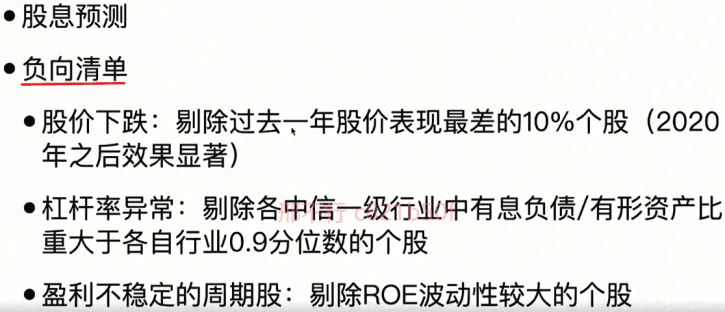 • 股息预测
• 负向清单
• 股价下跌：剔除过去一年股价表现最差的10%个股（2020
年之后效果显著）
• 杠杆率异常：剔除各中信一级行业中有息负债/有形资产比
重大于各自行业0.9分位数的个股
• 盈利不稳定的周期股：剔除ROE波动性较大的个股